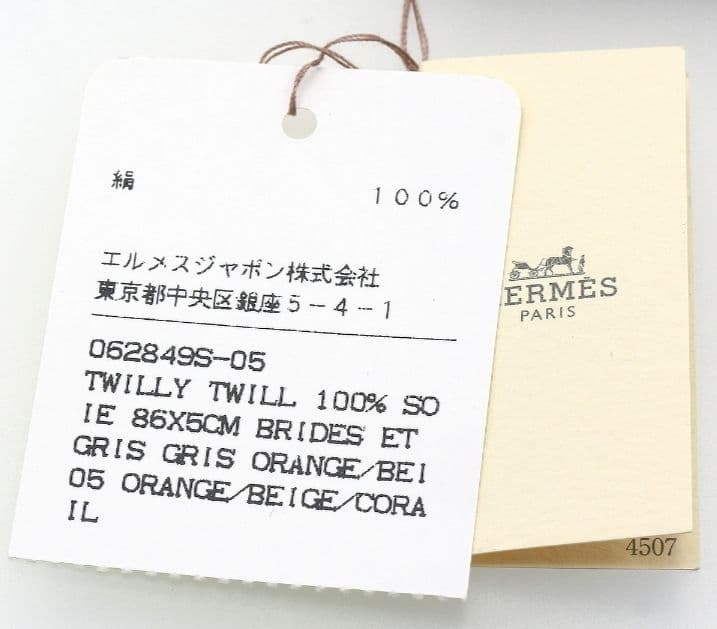 絹 100%
エルメスジャポン株式会社
東京都中央区銀座5-4-1
062849S-05
TWILLY TWILL 100% SO
IE 86X5CM BRIDES ET
GRIS GRIS ORANGE/BEI
05 ORANGE/BEIGE/CORA
IL
HERMÈS
PARIS
4507